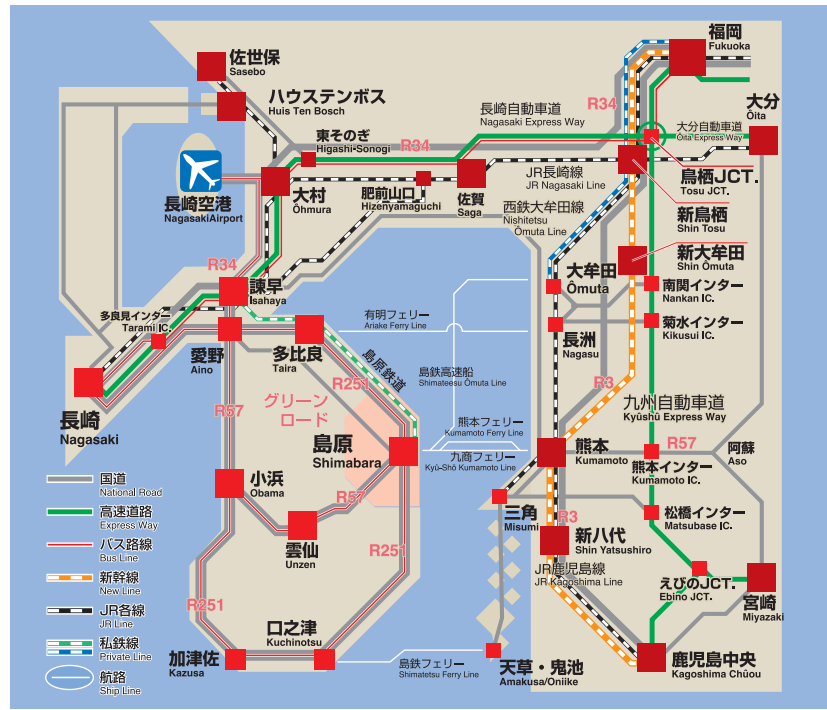 福岡
Fukuoka
佐世保
Sasebo
ハウステンボス
Huis Ten Bosch
R34
長崎自動車道
Nagasaki Express Way
大分
Ōita
大分自動車道
Ōita Express Way
東そのぎ
Higashi-Sonogi
R34
長崎空港
NagasakiAirport
大村
Ōhmura
肥前山口
Hizenyamaguchi
佐賀
Saga
JR長崎線
JR Nagasaki Line
鳥栖JCT.
Tosu JCT.
西鉄大牟田線
Nishitetsu
Ōmuta Line
新鳥栖
Shin Tosu
新大牟田
Shin Ōmuta
R34
諫早
Isahaya
大牟田
Ōmuta
南関インター
Nankan IC.
多良見インター
Tarami IC.
有明フェリー
Ariake Ferry Line
菊水インター
Kikusui IC.
愛野
Aino
多比良
Taira
長洲
Nagasu
島原鉄道
島鉄高速船
Shimateesu Ōmuta Line
R251
R3
長崎
Nagasaki
R57
グリーン
ロード
九州自動車道
Kyūshū Express Way
熊本フェリー
Kumamoto Ferry Line
島原
Shimabara
九商フェリー
Kyū-Shō Kumamoto Line
熊本
Kumamoto
R57
熊本インター
Kumamoto IC.
阿蘇
Aso
国道
National Road
高速道路
Express Way
バス路線
Bus Line
新幹線
New Line
JR各線
JR Line
私鉄線
Private Line
航路
Ship Line
小浜
Obama
R57
雲仙
Unzen
三角
Misumi
R3
松橋インター
Matsubase IC.
新八代
Shin Yatsushiro
R251
JR鹿児島線
JR Kagoshima Line
えびのJCT.
Ebino JCT.
宮崎
Miyazaki
R251
口之津
Kuchinotsu
加津佐
Kazusa
島鉄フェリー
Shimatetsu Ferry Line
天草・鬼池
Amakusa/Oniike
鹿児島中央
Kagoshima Chūou